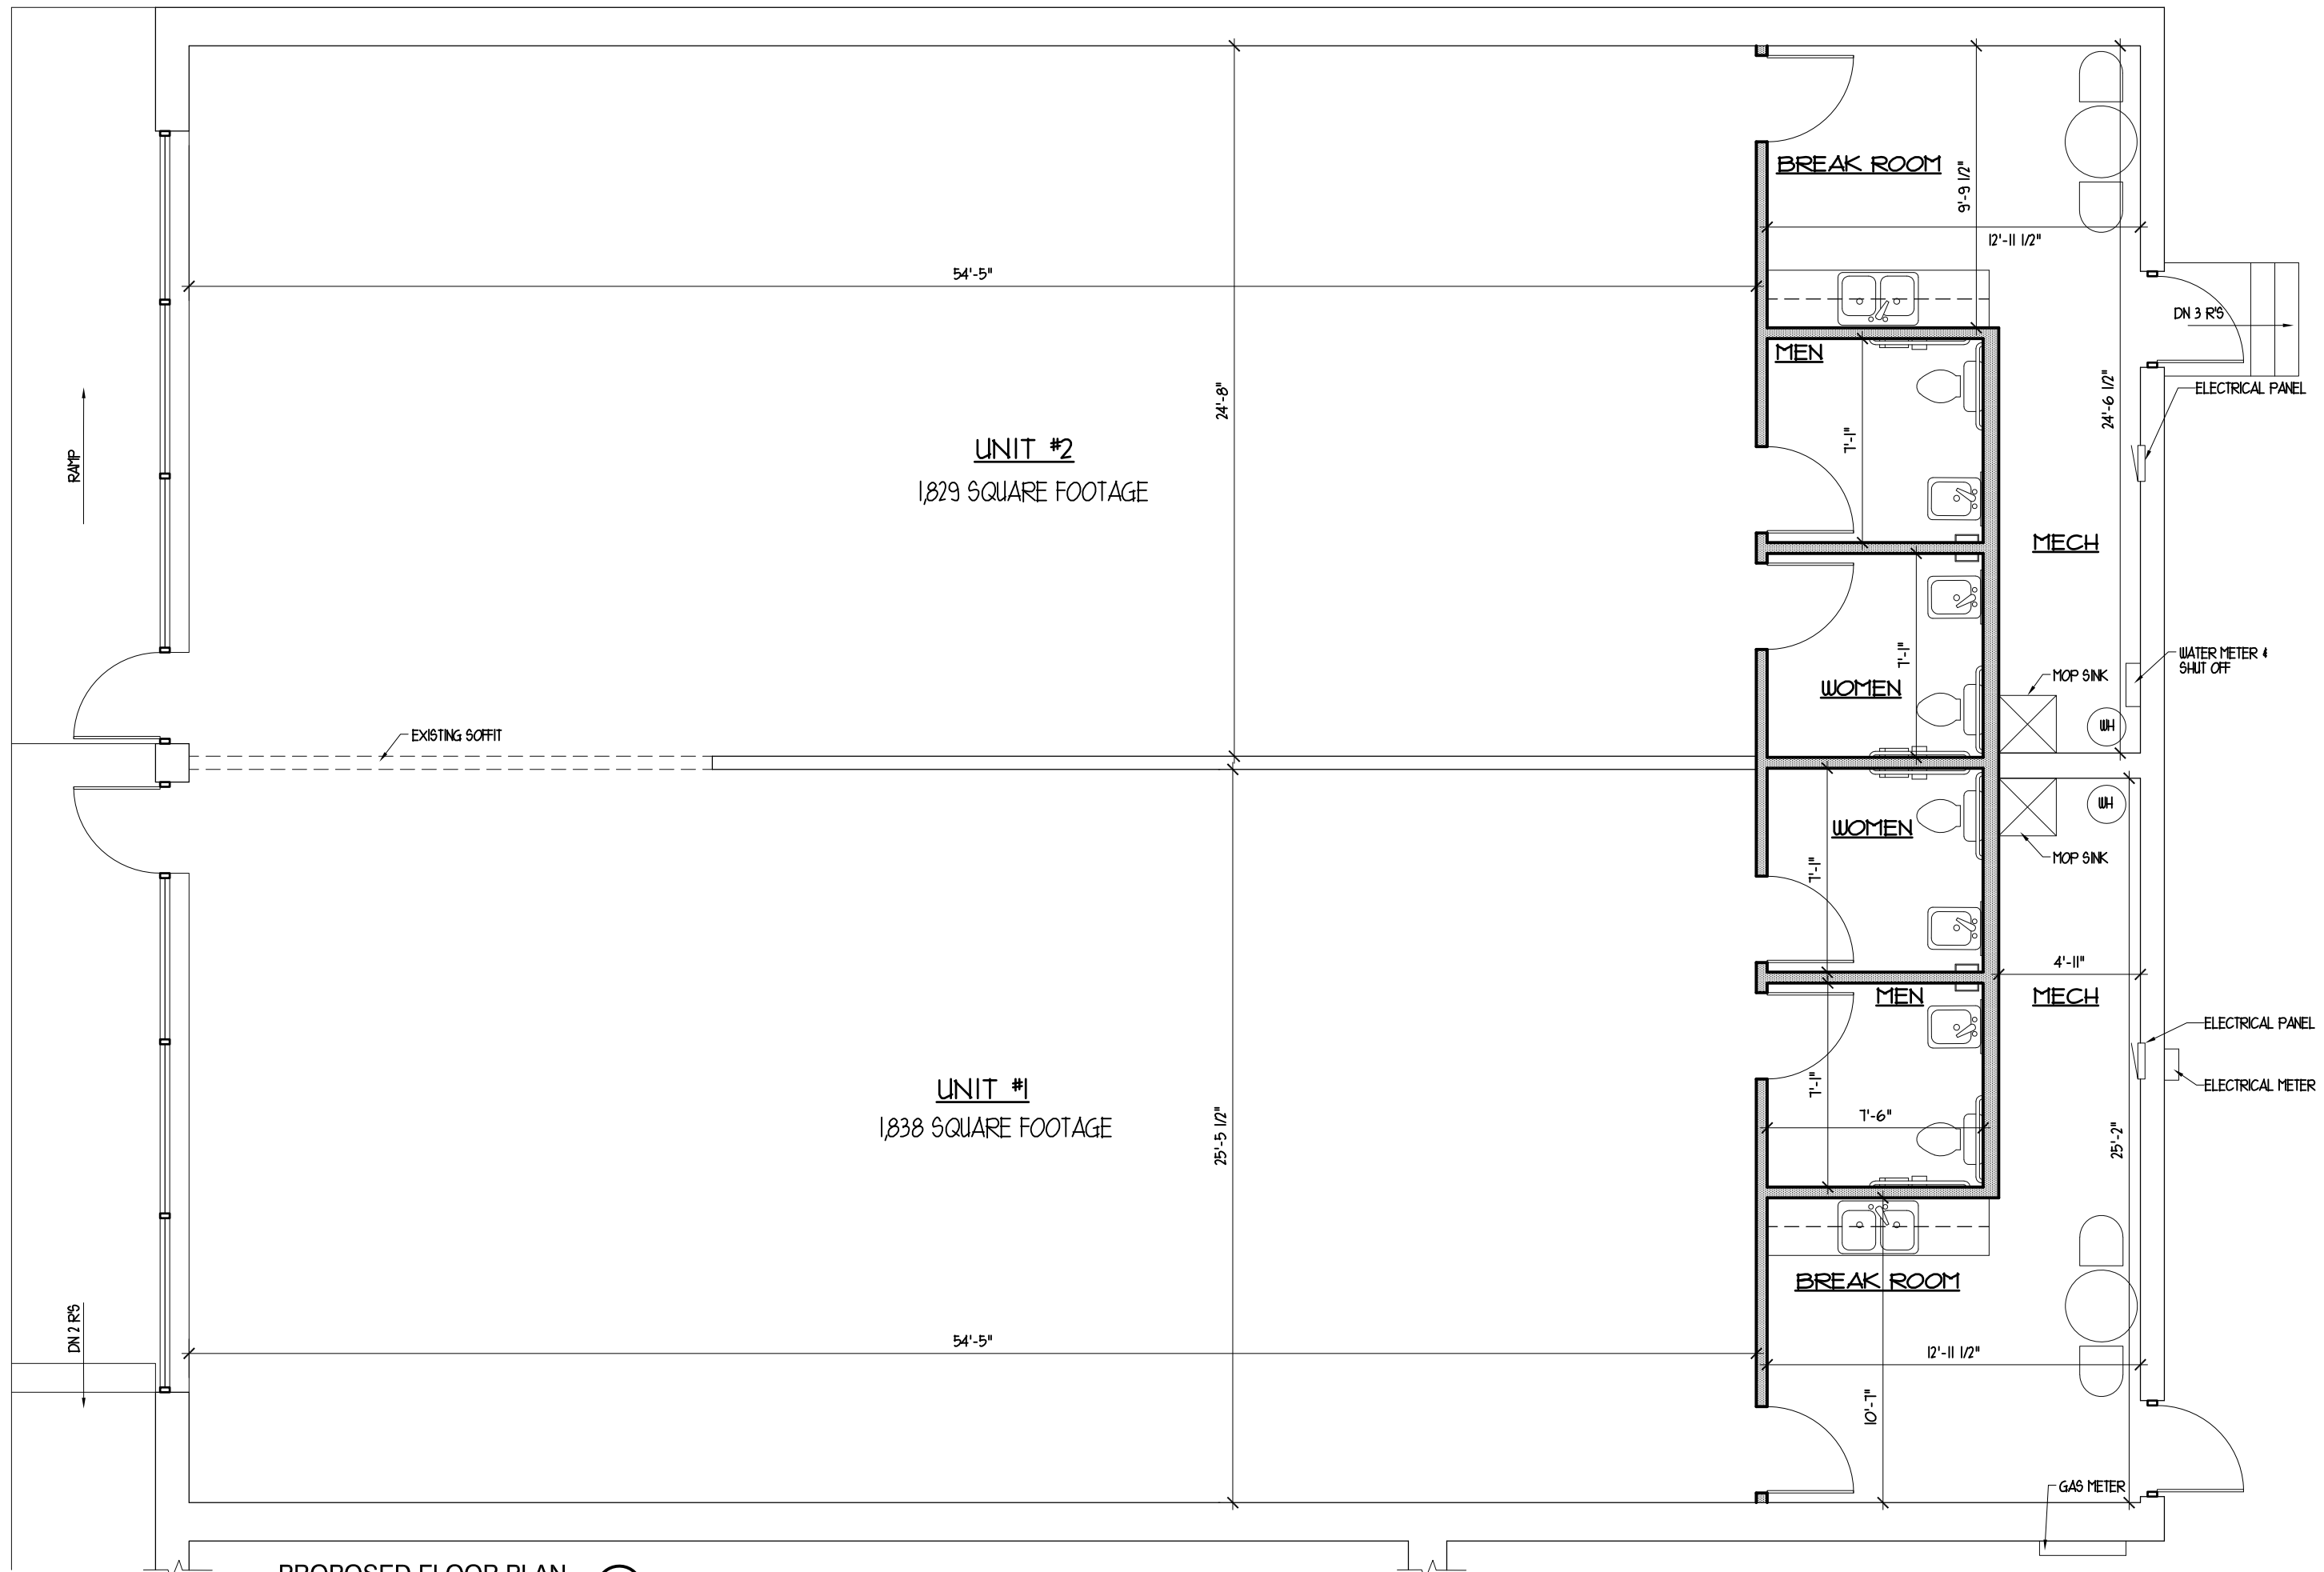 BREAK ROOM
9'-9 1/2"
12'-11 1/2"
54'-5"
DN 3 R'S
MEN
ELECTRICAL PANEL
24'-8"
24'-6 1/2"
7'-1"
UNIT #2
1,829 SQUARE FOOTAGE
RAMP
MECH
7'-1"
WATER METER &
SHUT OFF
MOP SINK
WOMEN
WH
EXISTING SOFFIT
WH
WOMEN
MOP SINK
7'-1"
4'-11"
MEN
MECH
ELECTRICAL PANEL
7'-1"
ELECTRICAL METER
UNIT #1
1,838 SQUARE FOOTAGE
7'-6"
25'-5 1/2"
25'-2"
BREAK ROOM
DN 2 R'S
54'-5"
12'-11 1/2"
10'-7"
GAS METER
PROPOSED FLOOR PLAN